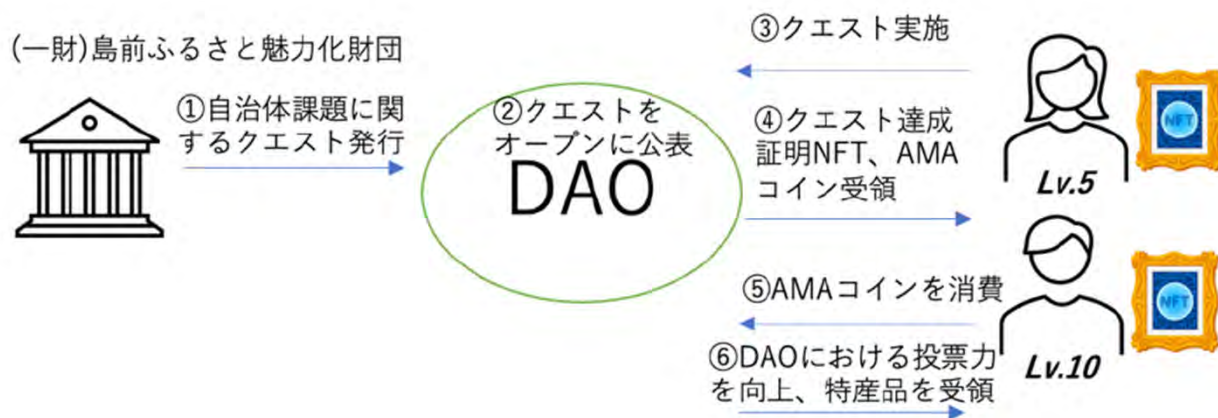 (一財)島前ふるさと魅力化財団
①自治体課題に関
するクエスト発行
②クエストを
オープンに公表
DAO
③クエスト実施
④クエスト達成
証明NFT、AMA
コイン受領
NFT
Lv.5
⑤AMAコインを消費
NFT
⑥DAOにおける投票力
を向上、特産品を受領
Lv.10